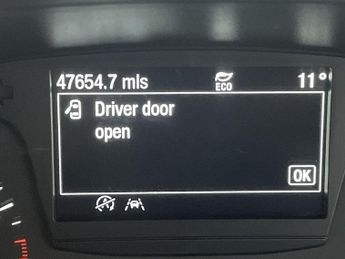 47654.7 mls
ECO
11°
Driver door
open
OK